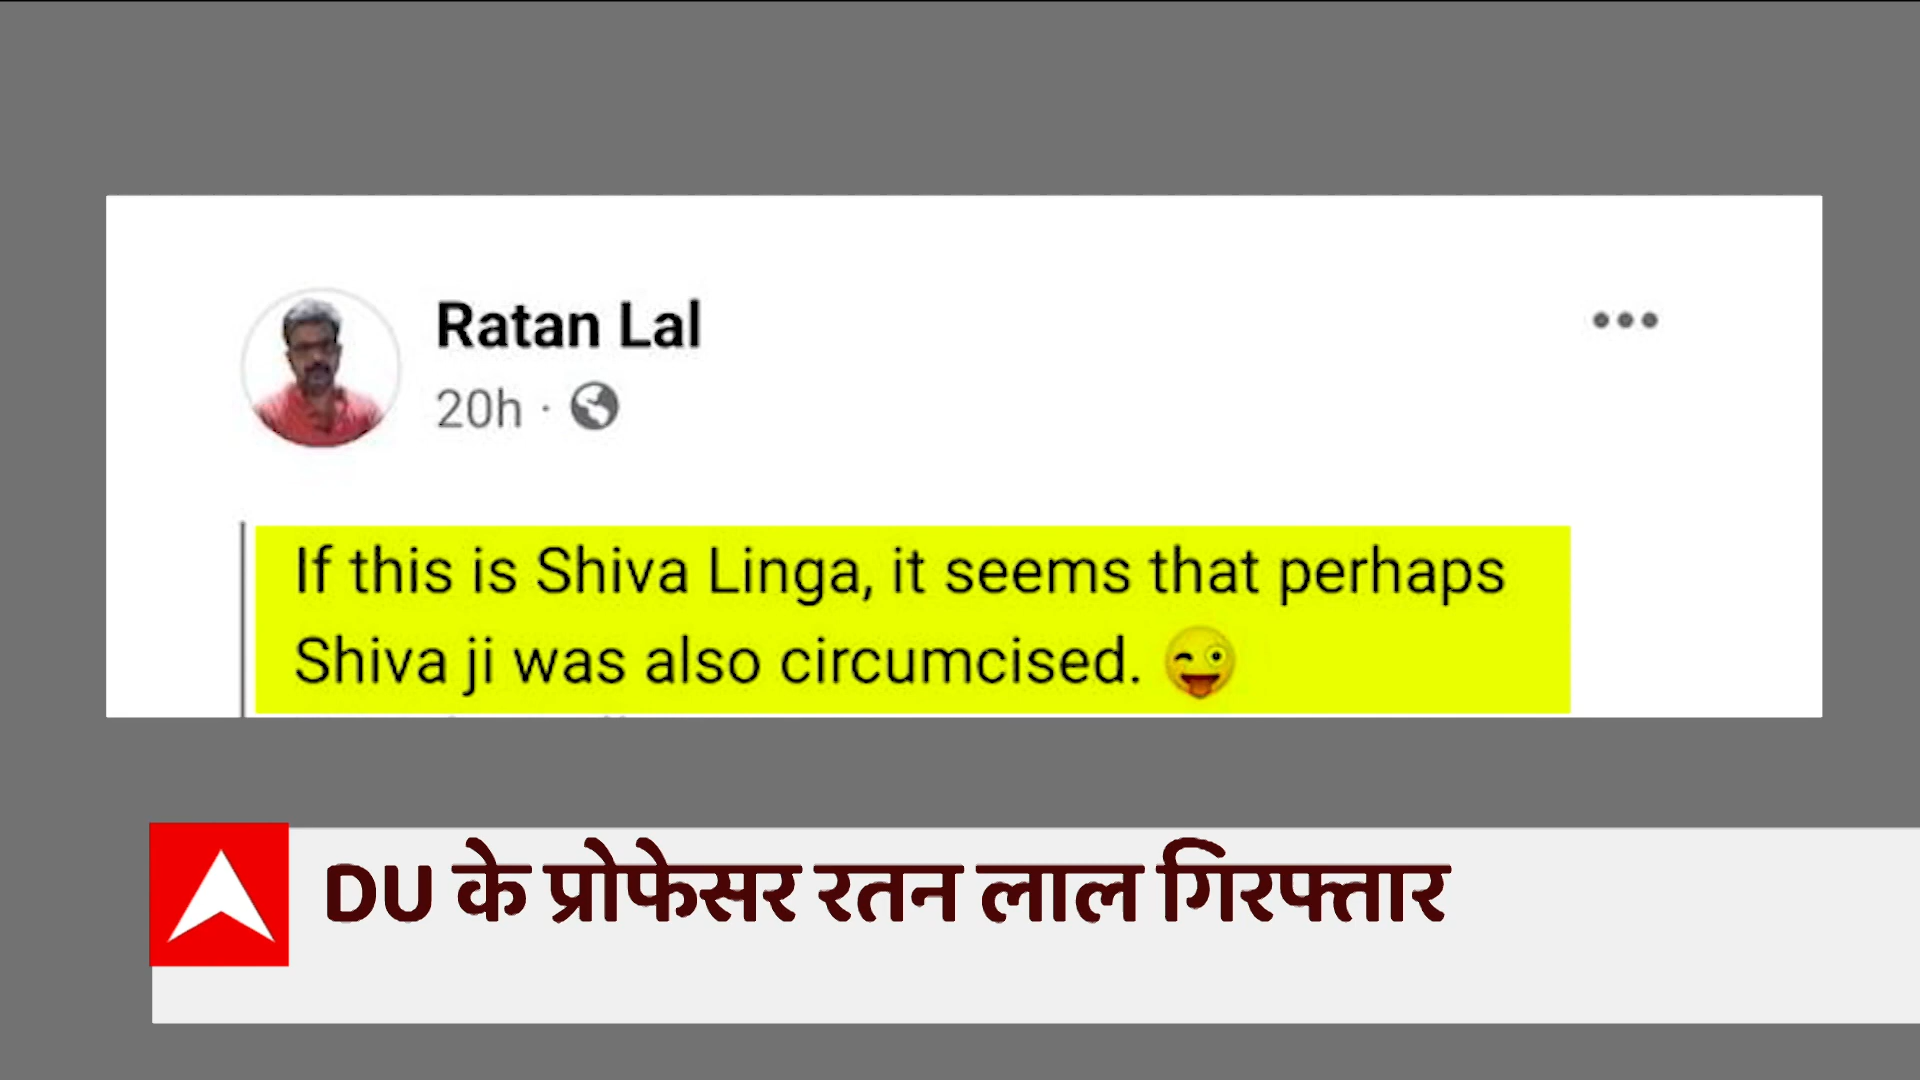 Ratan Lal
20h ·
If this is Shiva Linga, it seems that perhaps
Shiva ji was also circumcised. 😜
DU के प्रोफेसर रतन लाल गिरफ्तार